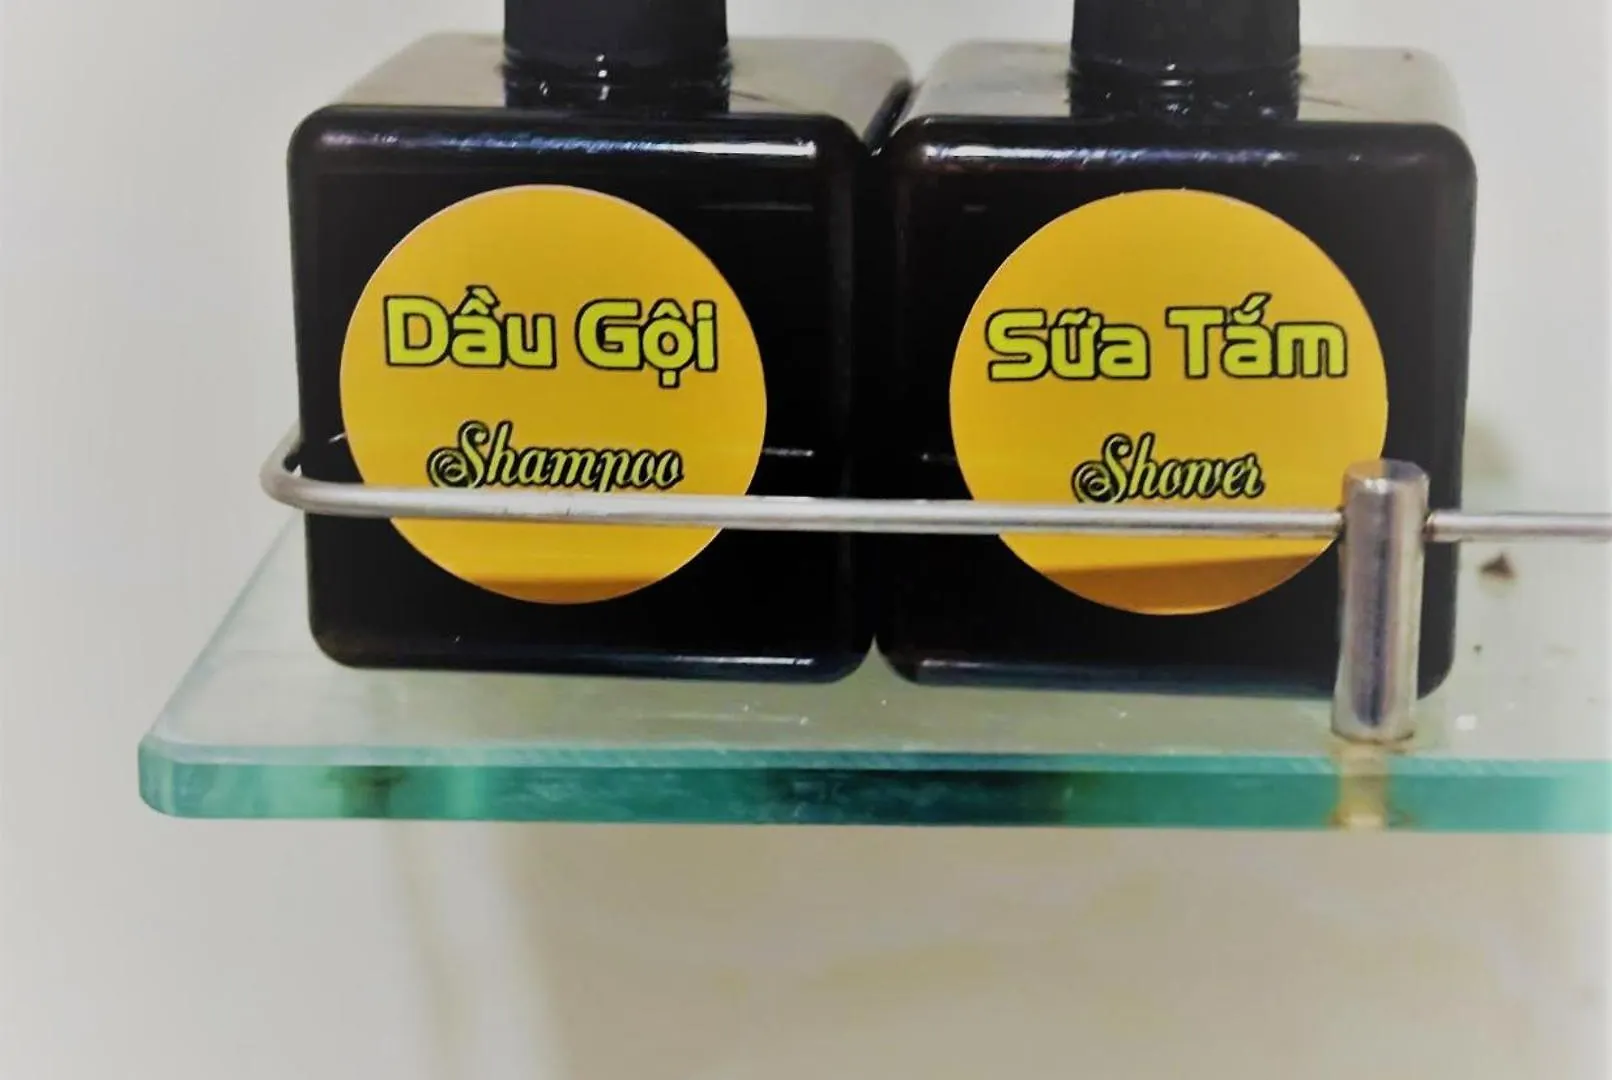 Dầu Gội
Shampoo
Sữa Tắm
Shower